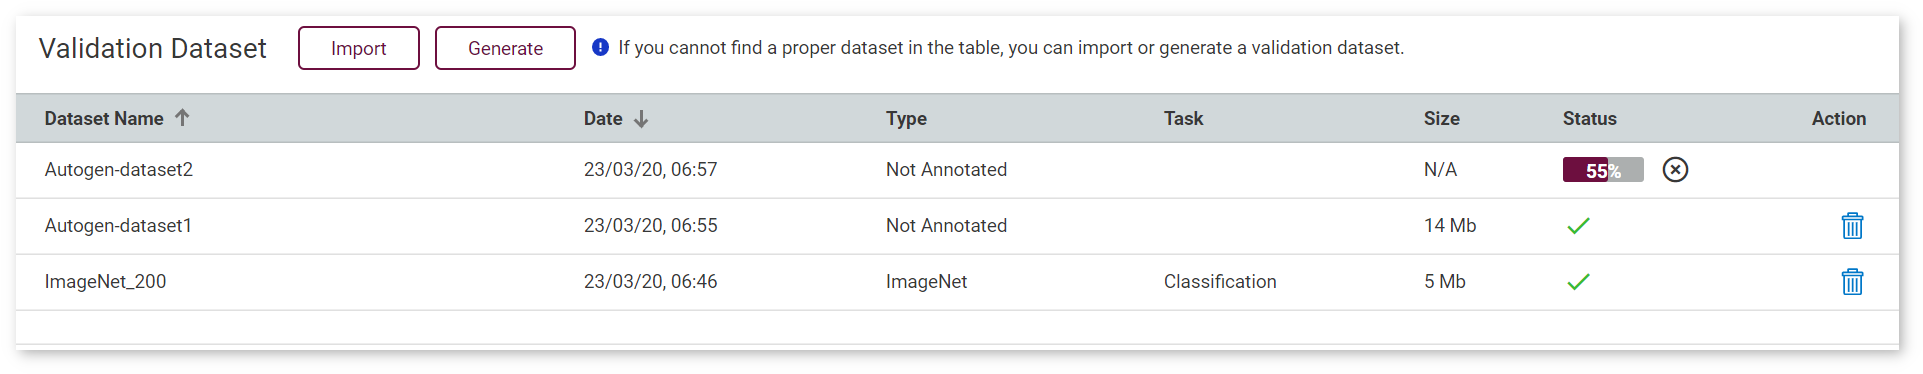 Validation Dataset Import Generate If you cannot find a proper dataset in the table, you can import or generate a validation dataset.
Dataset Name Date Type Task Size Status Action
Autogen-dataset2 23/03/20, 06:57 Not Annotated N/A 55%
Autogen-dataset1 23/03/20, 06:55 Not Annotated 14 Mb
ImageNet_200 23/03/20, 06:46 ImageNet Classification 5 Mb